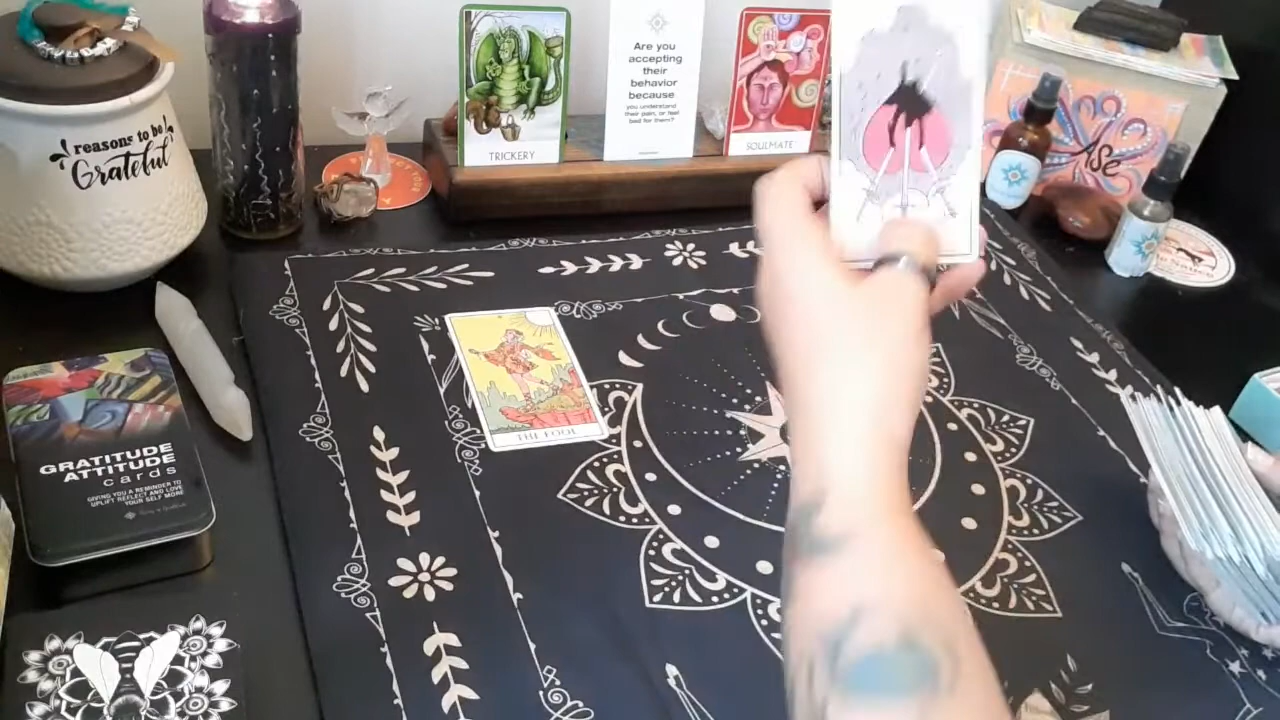 reasons to be
Grateful
TRICKERY
Are you
accepting
their
behavior
because
you understand
their pain, or feel
bad for them?
SOULMATE
Ase
THE FOOL
GRATITUDE
ATTITUDE
cards
GIVING YOU A REMINDER TO
UPLIFT REFLECT AND LOVE
YOUR SELF MORE